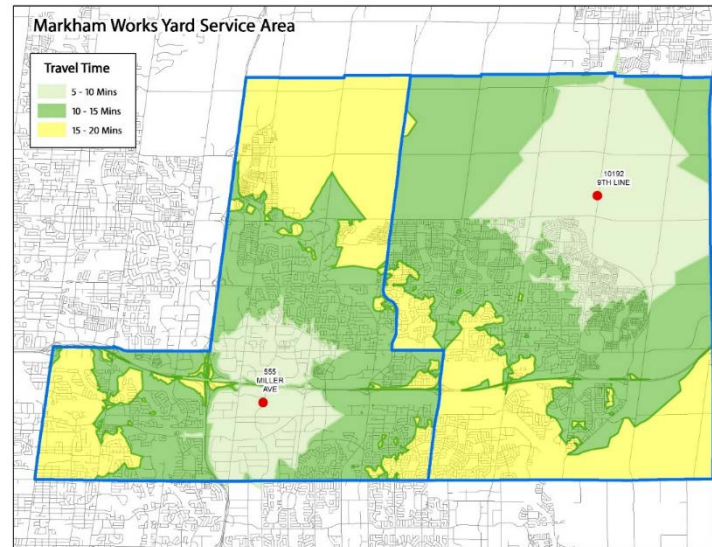 Markham Works Yard Service Area
Travel Time
5 - 10 Mins
10 - 15 Mins
15 - 20 Mins
10192
9TH LINE
555
MILLER
AVE